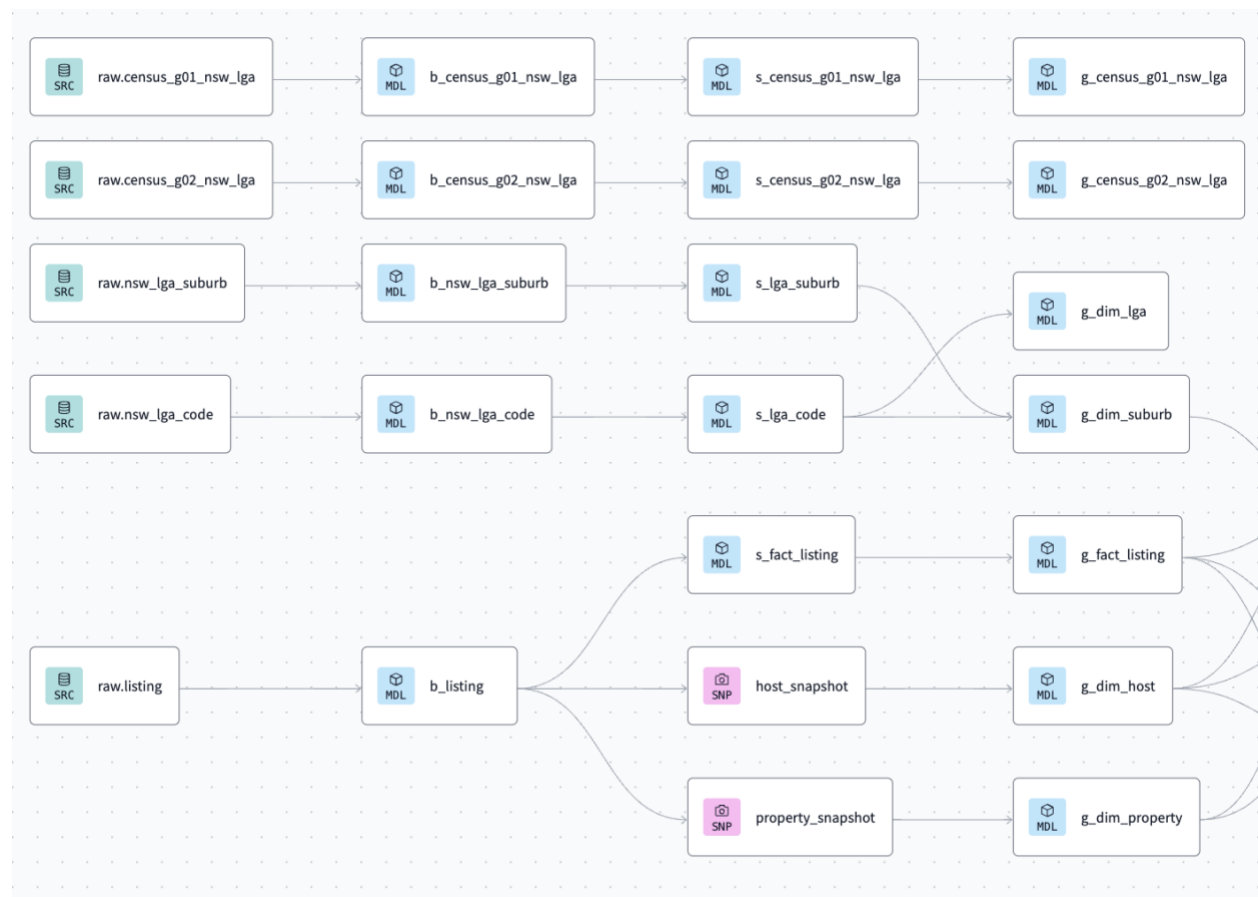 SRC raw.census_g01_nsw_lga
MDL b_census_g01_nsw_lga
MDL s_census_g01_nsw_lga
MDL g_census_g01_nsw_lga
SRC raw.census_g02_nsw_lga
MDL b_census_g02_nsw_lga
MDL s_census_g02_nsw_lga
MDL g_census_g02_nsw_lga
SRC raw.nsw_lga_suburb
MDL b_nsw_lga_suburb
MDL s_lga_suburb
MDL g_dim_lga
SRC raw.nsw_lga_code
MDL b_nsw_lga_code
MDL s_lga_code
MDL g_dim_suburb
MDL s_fact_listing
MDL g_fact_listing
SRC raw.listing
MDL b_listing
SNP host_snapshot
MDL g_dim_host
SNP property_snapshot
MDL g_dim_property